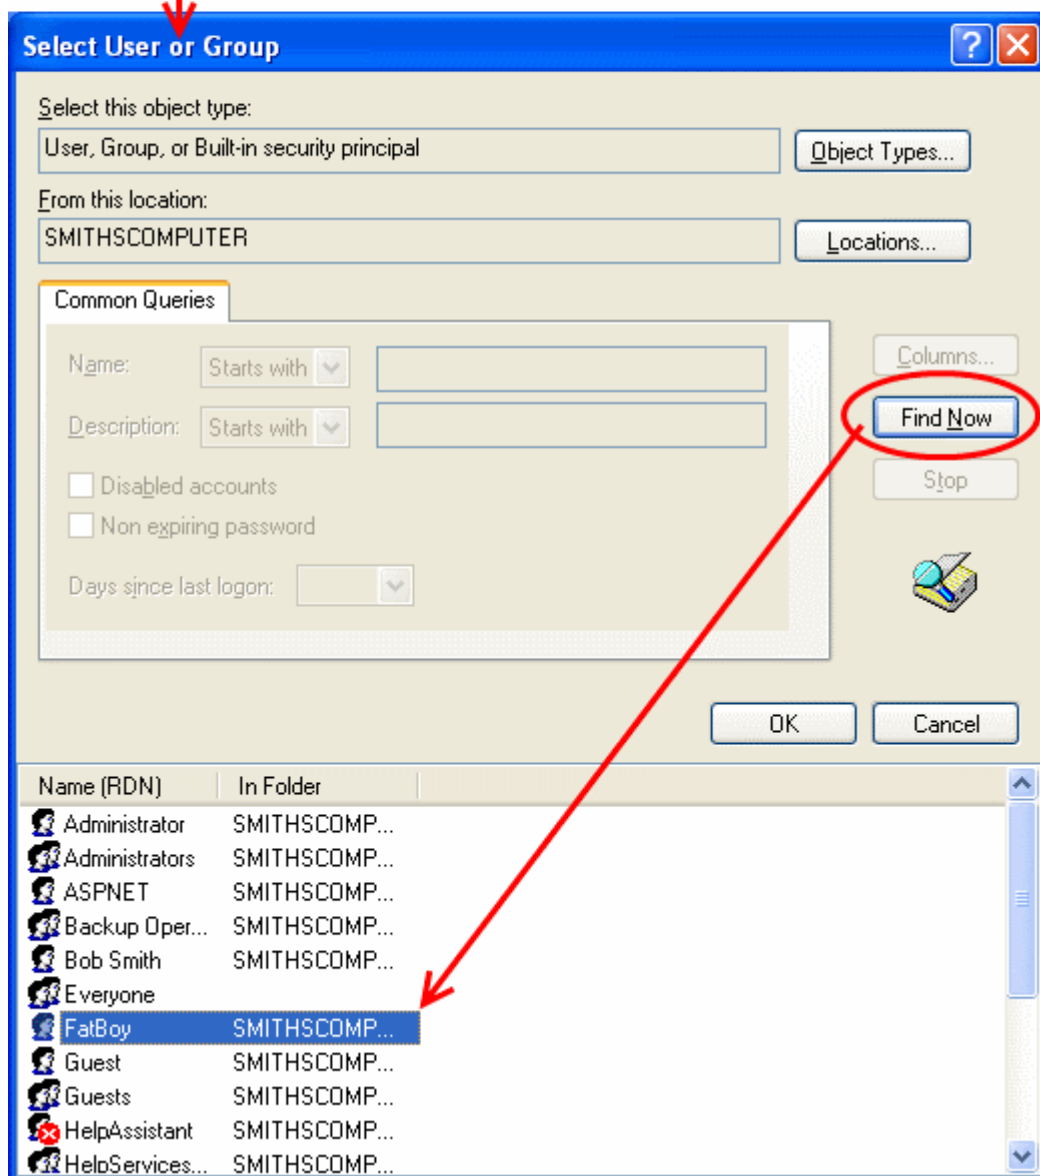 Select User or Group
Select this object type:
User, Group, or Built-in security principal
Object Types...
From this location:
SMITHSCOMPUTER
Locations...
Common Queries
Name:
Starts with
Columns...
Description:
Starts with
Find Now
Disabled accounts
Stop
Non expiring password
Days since last logon:
OK
Cancel
Name (RDN) In Folder
Administrator SMITHSCOMP...
Administrators SMITHSCOMP...
ASPNET SMITHSCOMP...
Backup Oper... SMITHSCOMP...
Bob Smith SMITHSCOMP...
Everyone
FatBoy SMITHSCOMP...
Guest SMITHSCOMP...
Guests SMITHSCOMP...
HelpAssistant SMITHSCOMP...
HelpServices... SMITHSCOMP...